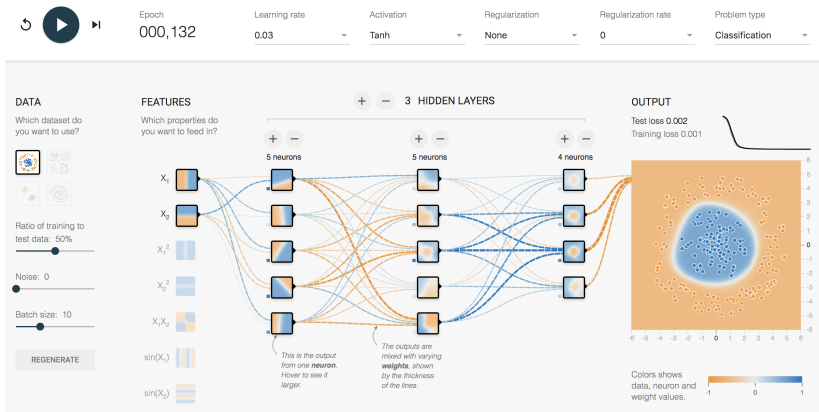 Epoch
000,132
Learning rate
0.03
Activation
Tanh
Regularization
None
Regularization rate
0
Problem type
Classification
DATA
Which dataset do
you want to use?
Ratio of training to
test data: 50%
Noise: 0
Batch size: 10
REGENERATE
FEATURES
Which properties do
you want to feed in?
X₁
X₂
X₁²
X₂²
X₁X₂
sin(X₁)
sin(X₂)
+ − 3 HIDDEN LAYERS
+ −
5 neurons
+ −
5 neurons
+ −
4 neurons
This is the output
from one neuron.
Hover to see it
larger.
The outputs are
mixed with varying
weights, shown
by the thickness
of the lines.
OUTPUT
Test loss 0.002
Training loss 0.001
6
5
4
3
2
1
0
-1
-2
-3
-4
-5
-6
-6 -5 -4 -3 -2 -1 0 1 2 3 4 5 6
Colors shows
data, neuron and
weight values.
-1 0 1